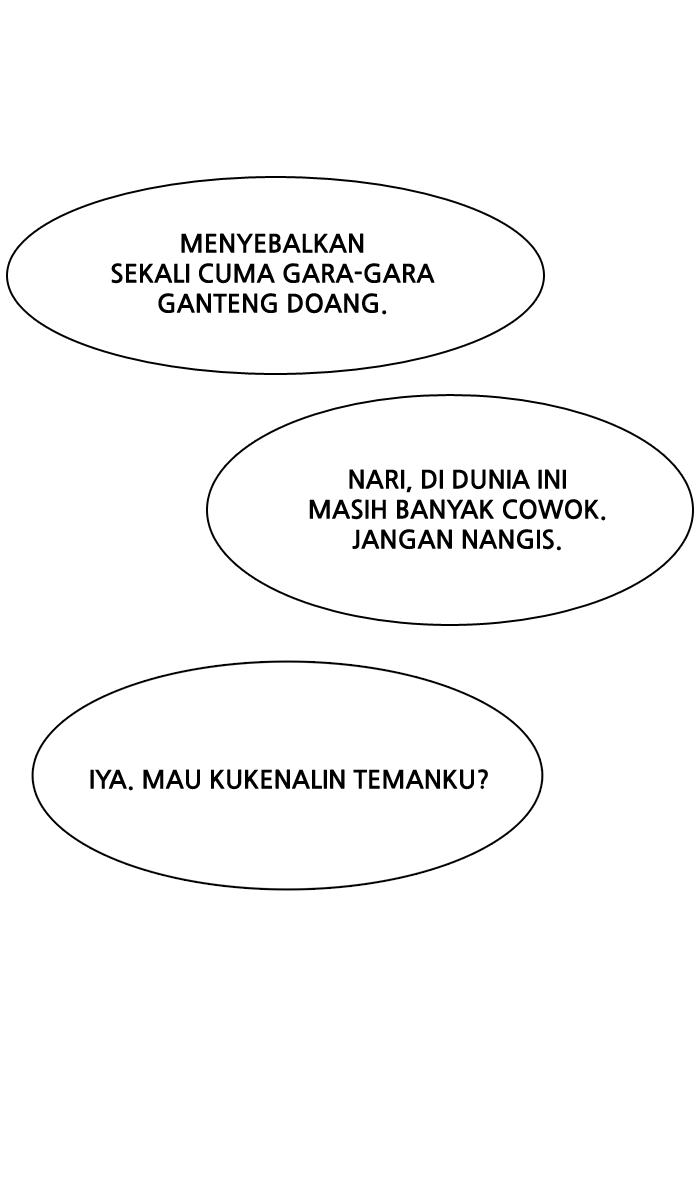 MENYEBALKAN
SEKALI CUMA GARA-GARA
GANTENG DOANG.
NARI, DI DUNIA INI
MASIH BANYAK COWOK.
JANGAN NANGIS.
IYA. MAU KUKENALIN TEMANKU?